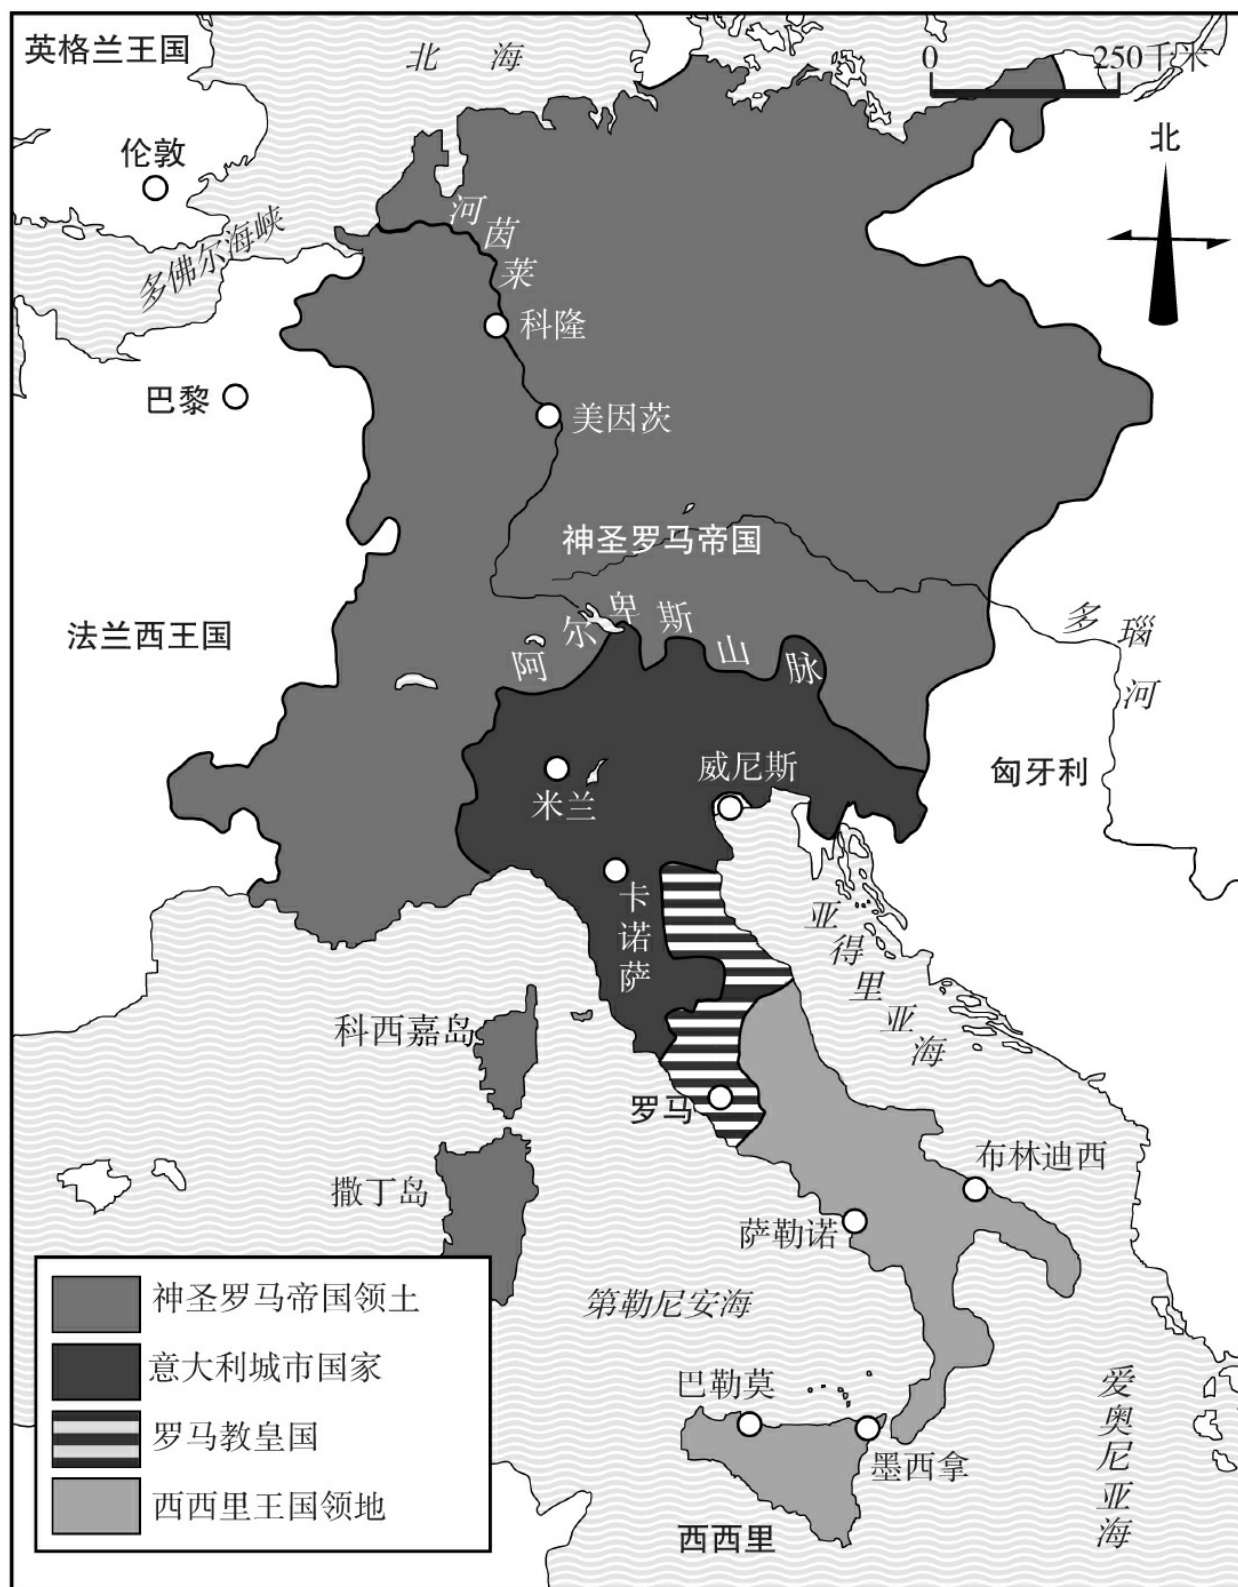 英格兰王国
北海
0
250千米
北
伦敦
多佛尔海峡
河茵莱
科隆
巴黎
美因茨
神圣罗马帝国
阿尔卑斯山脉
多瑙河
法兰西王国
匈牙利
威尼斯
米兰
卡诺萨
亚得里亚海
科西嘉岛
罗马
布林迪西
撒丁岛
萨勒诺
第勒尼安海
巴勒莫
墨西拿
西西里
爱奥尼亚海
神圣罗马帝国领土
意大利城市国家
罗马教皇国
西西里王国领地